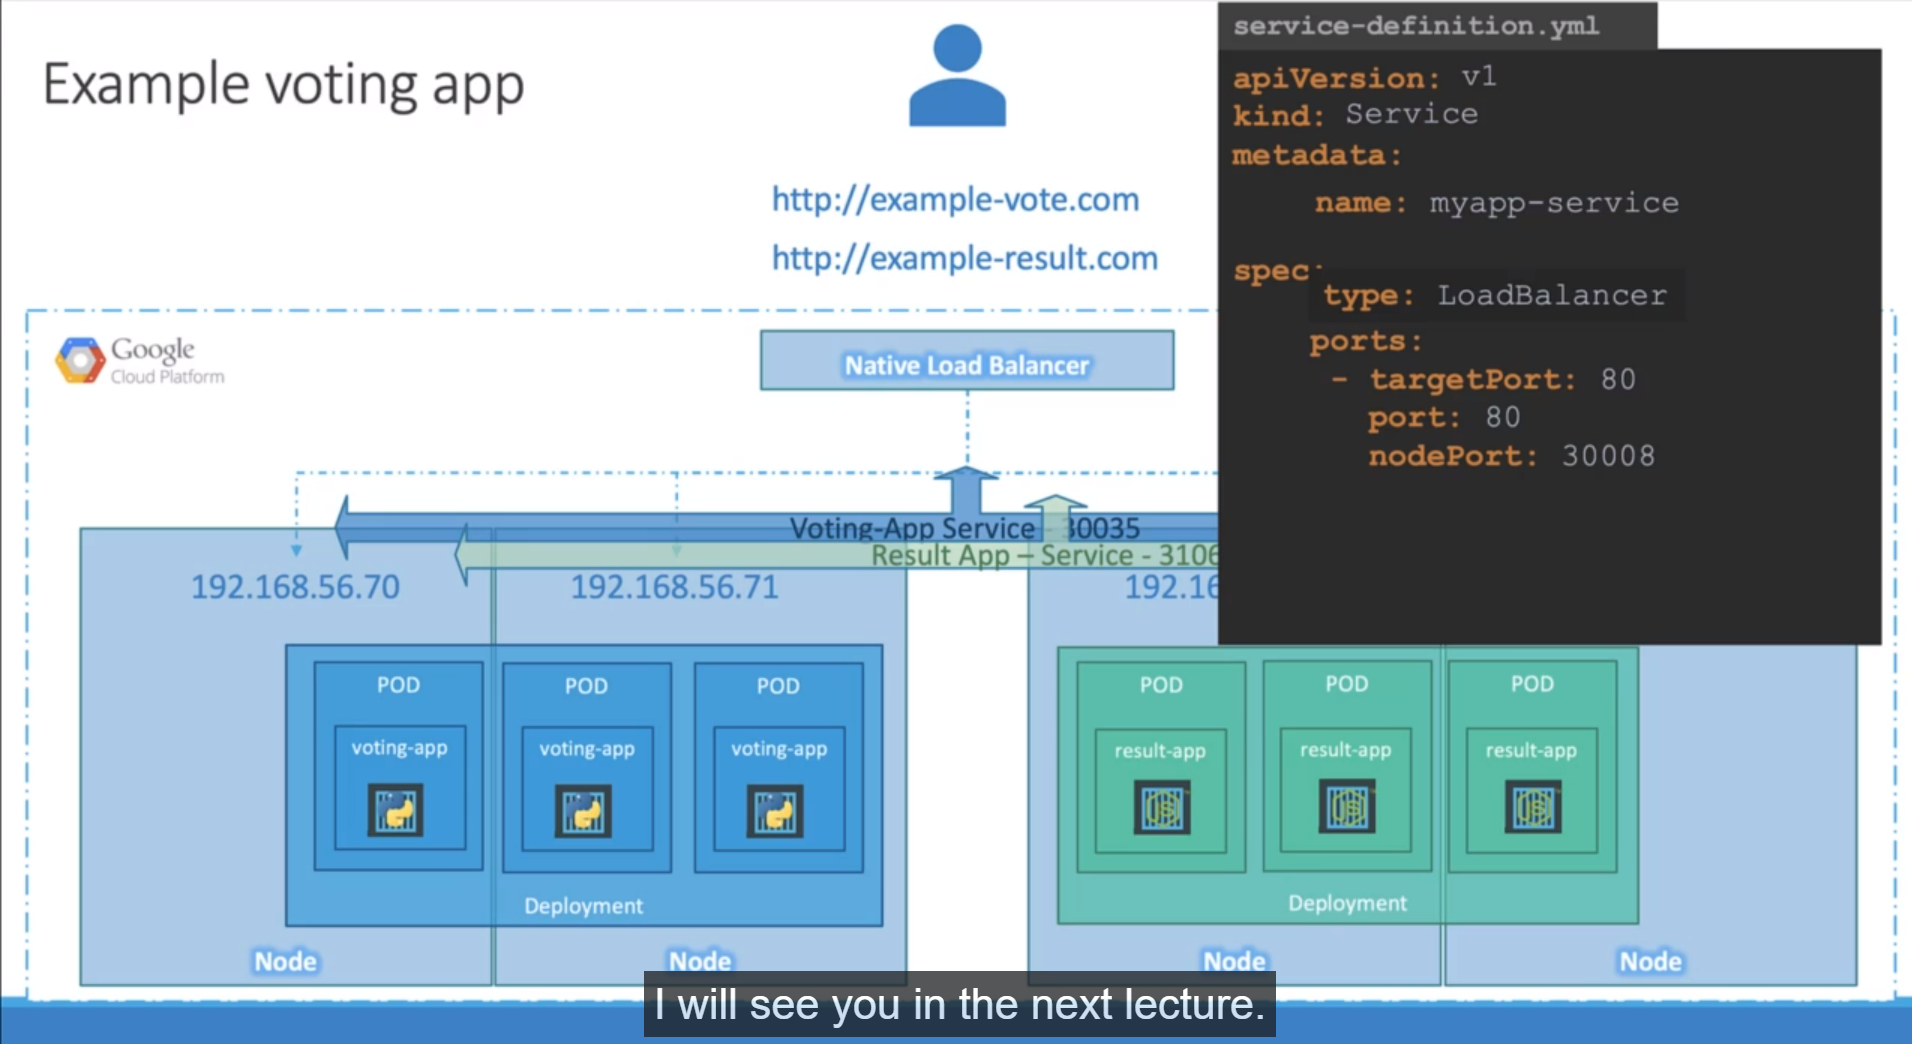 Example voting app
http://example-vote.com
http://example-result.com
service-definition.yml
apiVersion: v1
kind: Service
metadata:
name: myapp-service
spec
type: LoadBalancer
ports:
- targetPort: 80
port: 80
nodePort: 30008
Google
Cloud Platform
Native Load Balancer
Voting-App Service - 30035
Result App – Service - 3106
192.168.56.70
192.168.56.71
192.16
POD
POD
POD
POD
POD
POD
voting-app
voting-app
voting-app
result-app
result-app
result-app
JS
JS
JS
Deployment
Deployment
Node
Node
Node
Node
I will see you in the next lecture.